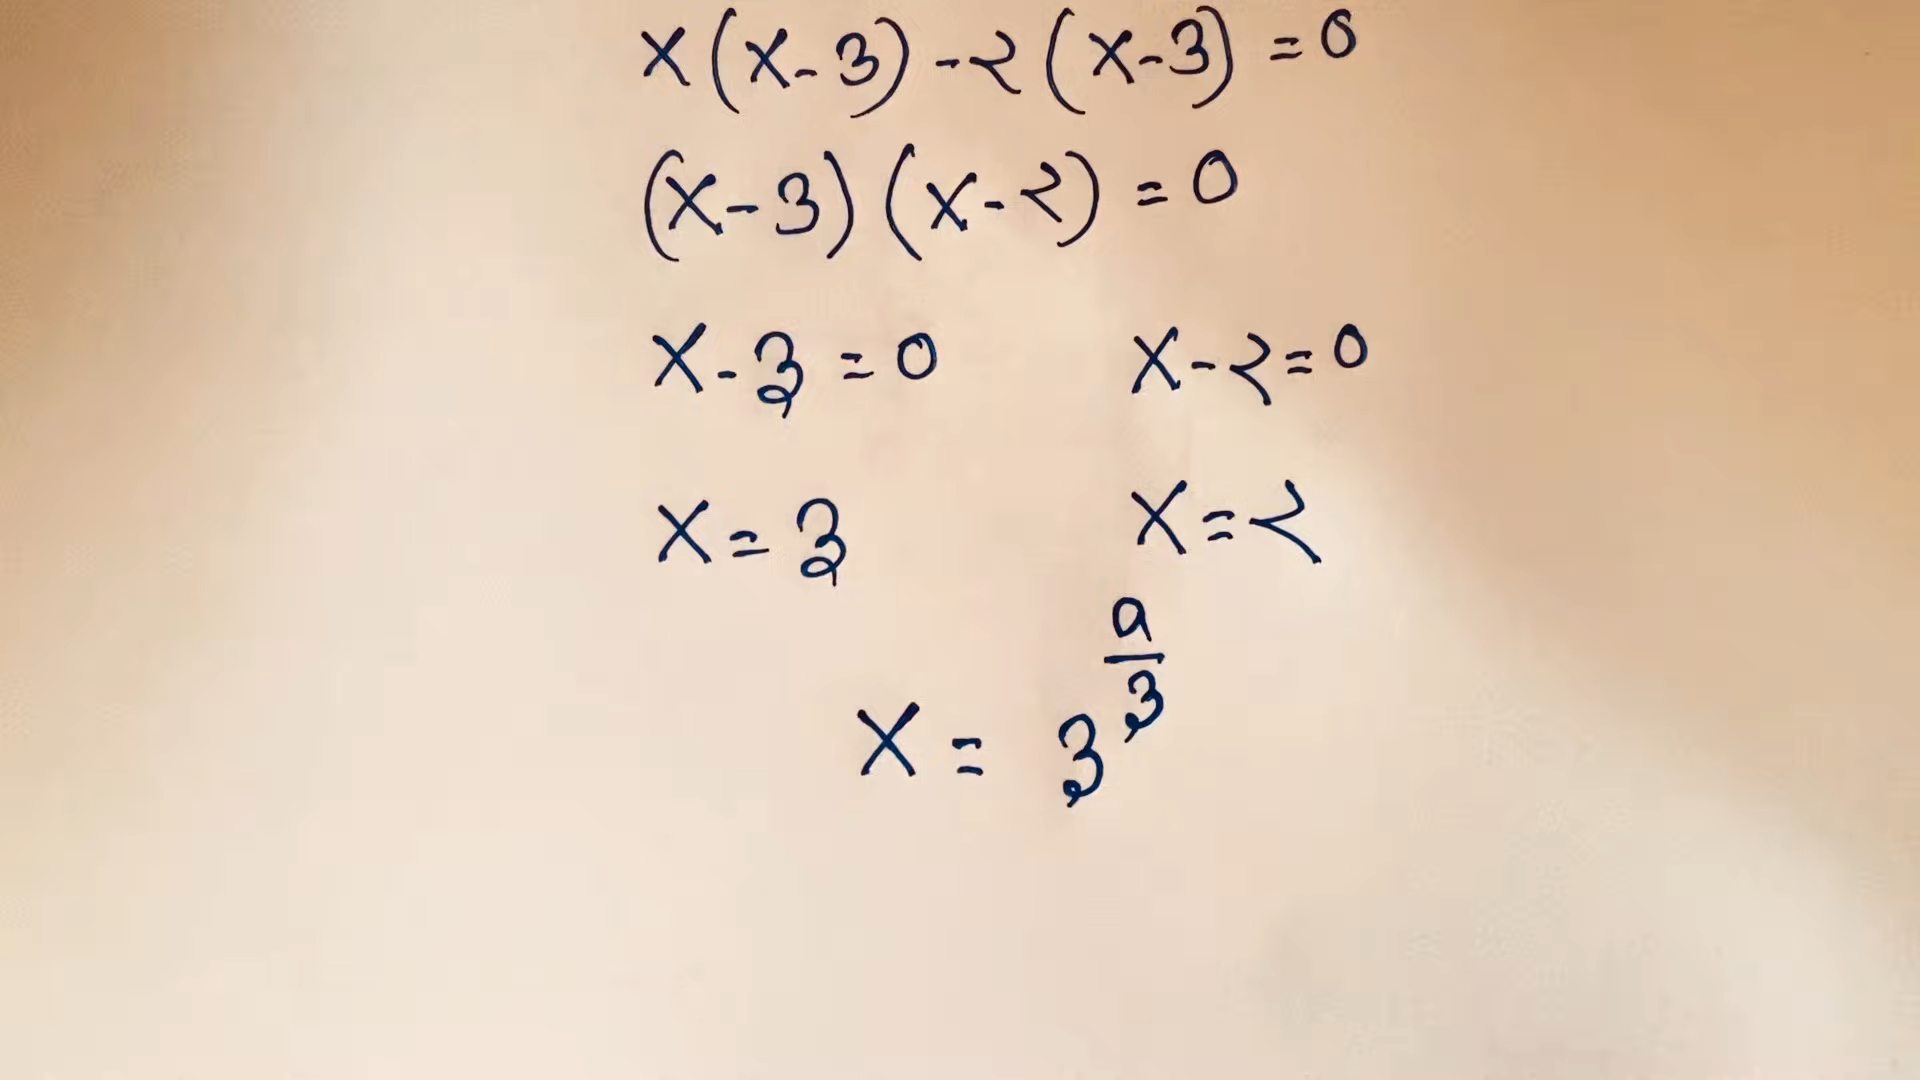 x(x-3)-2(x-3)=0
(x-3)(x-2)=0
x-3=0 x-2=0
x=3 x=2
x=3^(a/3)